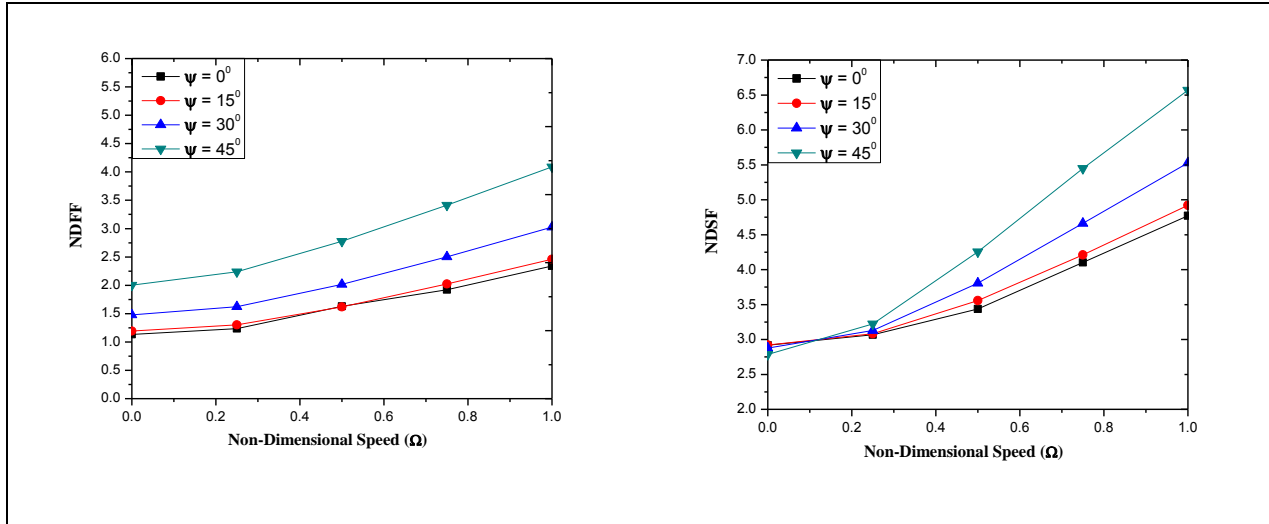 6.0
5.5
5.0
4.5
4.0
3.5
3.0
2.5
2.0
1.5
1.0
0.5
0.0
NDFF
ψ = 0⁰
ψ = 15⁰
ψ = 30⁰
ψ = 45⁰
0.0 0.2 0.4 0.6 0.8 1.0
Non-Dimensional Speed (Ω)
7.0
6.5
6.0
5.5
5.0
4.5
4.0
3.5
3.0
2.5
2.0
NDSF
ψ = 0⁰
ψ = 15⁰
ψ = 30⁰
ψ = 45⁰
0.0 0.2 0.4 0.6 0.8 1.0
Non-Dimensional Speed (Ω)